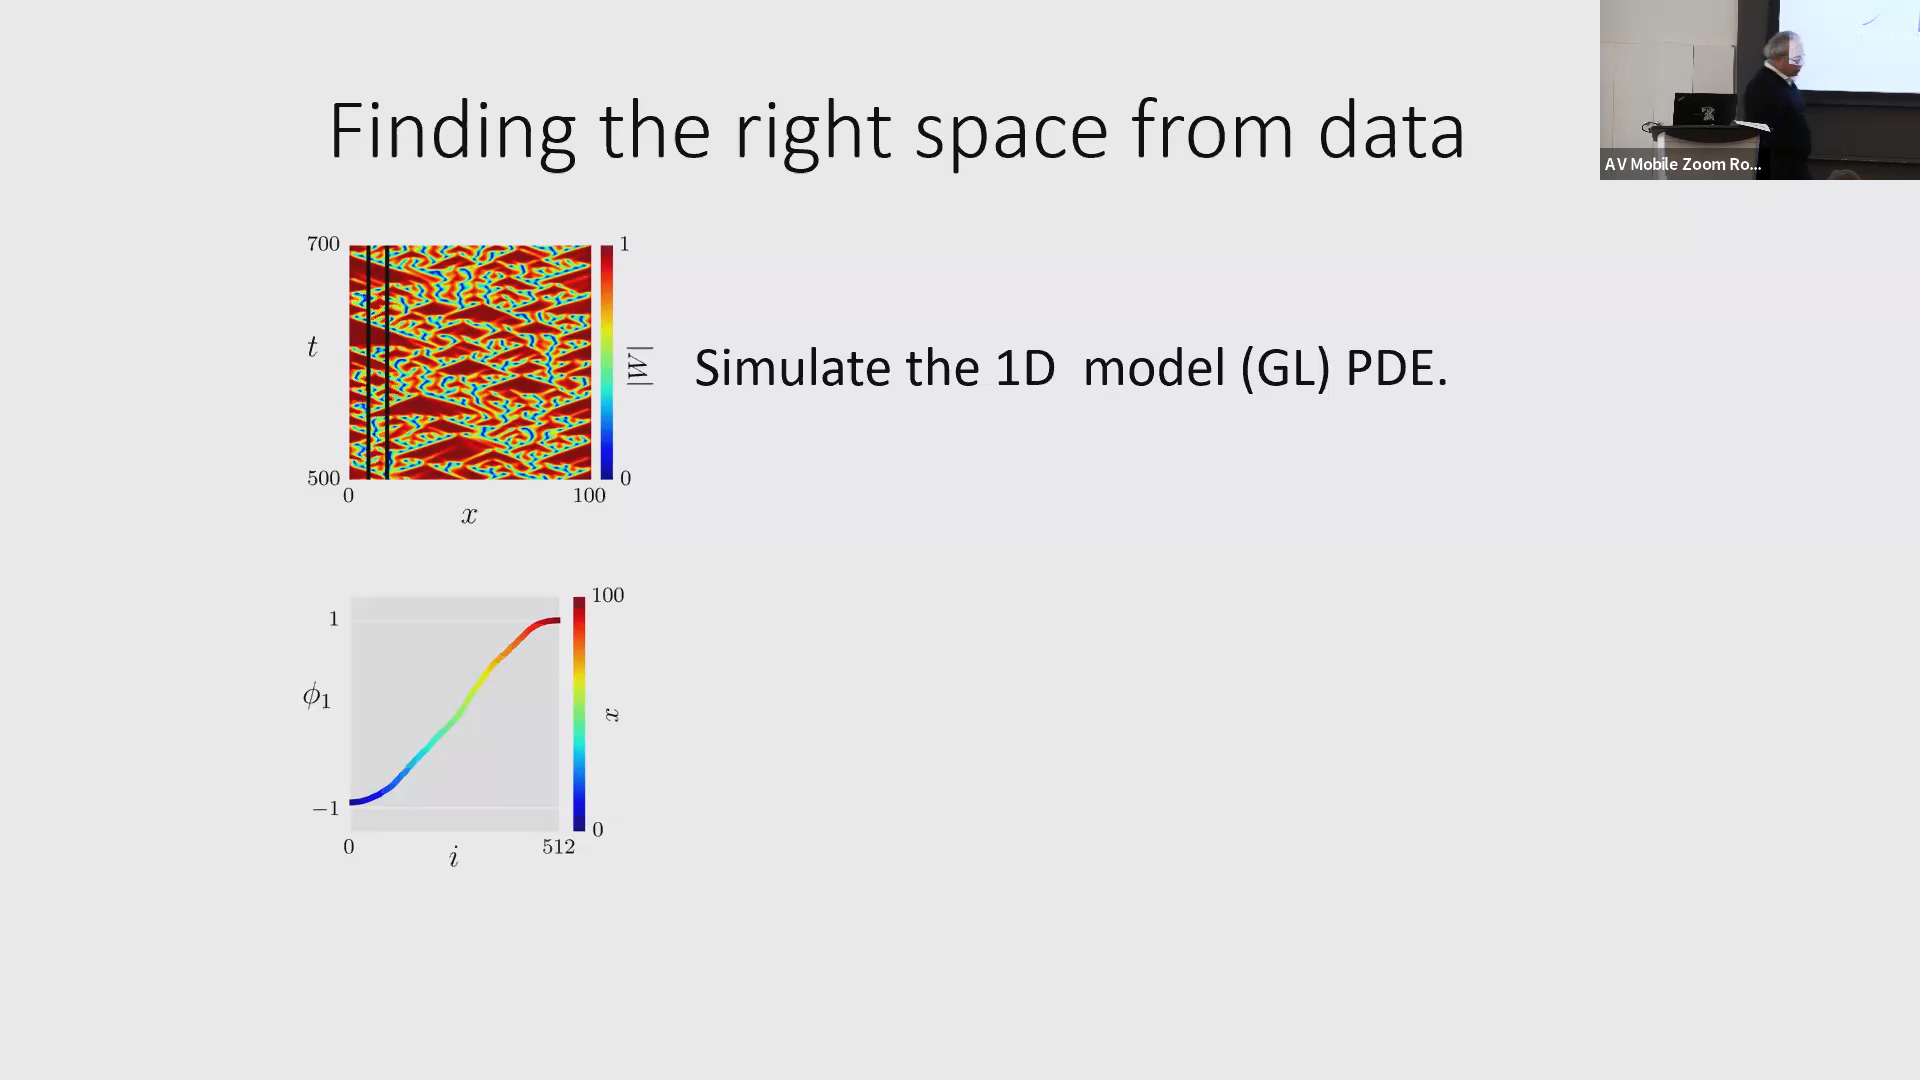 Finding the right space from data
AV Mobile Zoom Ro...
700
1
t
|W|
Simulate the 1D model (GL) PDE.
500
0
0
100
x
100
1
ϕ₁
x
−1
0
0
512
i